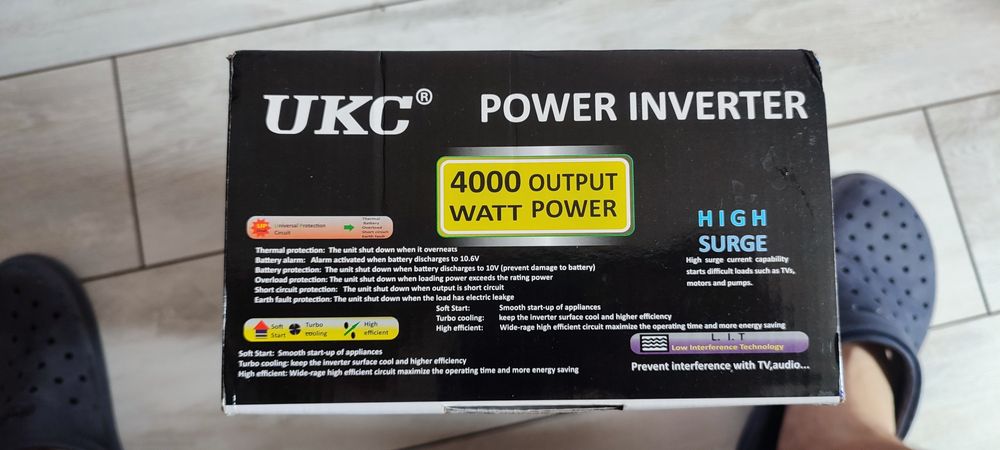 UKC® POWER INVERTER
4000 OUTPUT
WATT POWER
UP Universal Protection
Circuit
Thermal
Battery
Overload
Short circuit
Earth fault
HIGH
SURGE
High surge current capability
starts difficult loads such as TVs,
motors and pumps.
Thermal protection: The unit shut down when it overneats
Battery alarm: Alarm activated when battery discharges to 10.6V
Battery protection: The unit shut down when battery discharges to 10V (prevent damage to battery)
Overload protection: The unit shut down when loading power exceeds the rating power
Short circuit protection: The unit shut down when output is short circuit
Earth fault protection: The unit shut down when the load has electric leakge
Soft Start: Smooth start-up of appliances
Turbo cooling: keep the inverter surface cool and higher efficiency
High efficient: Wide-rage high efficient circuit maximize the operating time and more energy saving
Soft
Start
Turbo
cooling
High
efficient
L. I. T
Low Interference Technology
Prevent interference with TV,audio...
Soft Start: Smooth start-up of appliances
Turbo cooling: keep the inverter surface cool and higher efficiency
High efficient: Wide-rage high efficient circuit maximize the operating time and more energy saving